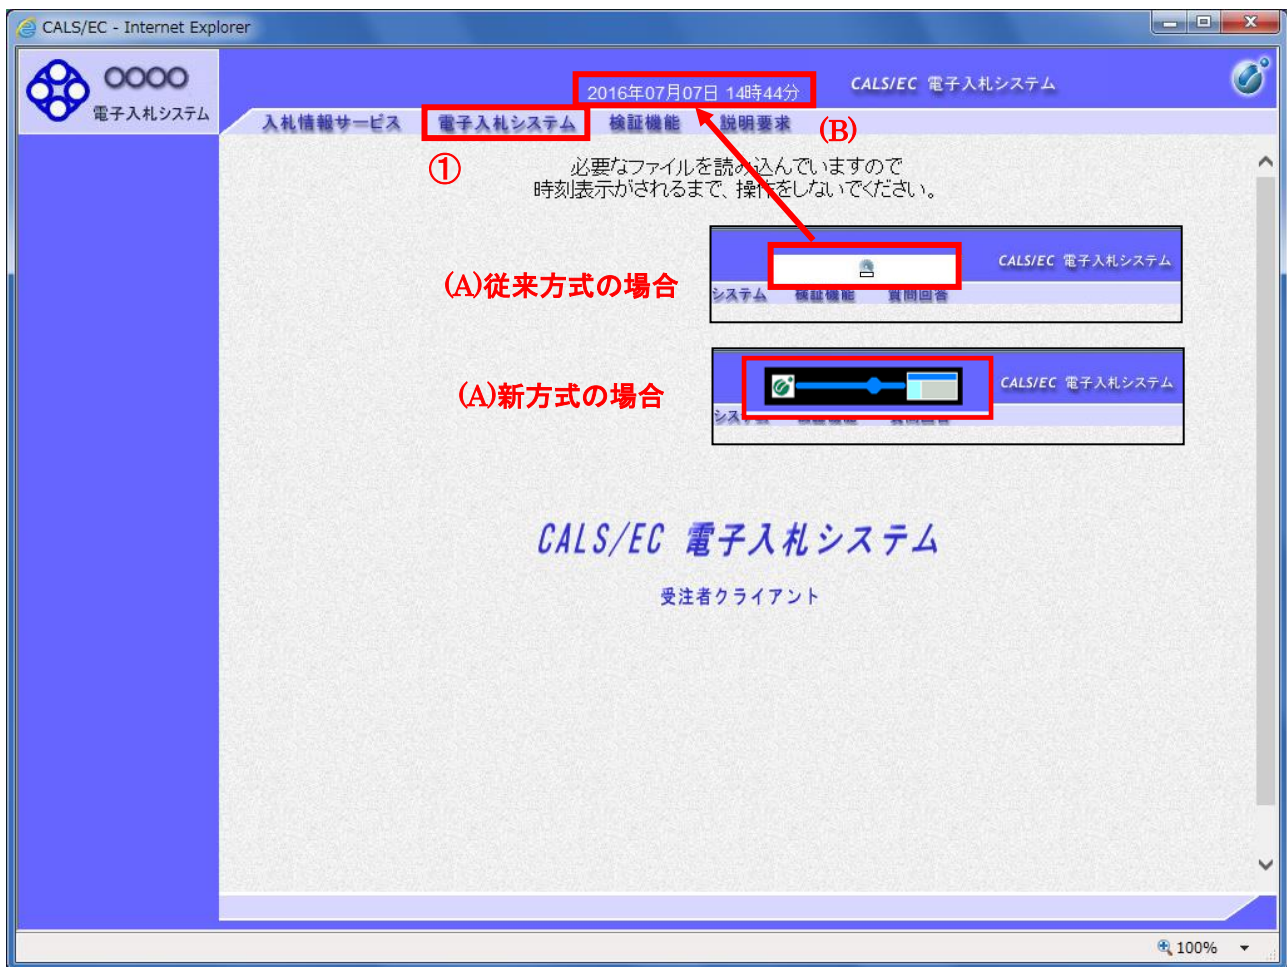 CALS/EC - Internet Explorer
○○○○
電子入札システム
2016年07月07日 14時44分
CALS/EC 電子入札システム
入札情報サービス 電子入札システム 検証機能 説明要求
(B)
①
必要なファイルを読み込んでいますので
時刻表示がされるまで、操作をしないでください。
(A)従来方式の場合
CALS/EC 電子入札システム
システム 検証機能 質問回答
(A)新方式の場合
CALS/EC 電子入札システム
CALS/EC 電子入札システム
受注者クライアント
100%